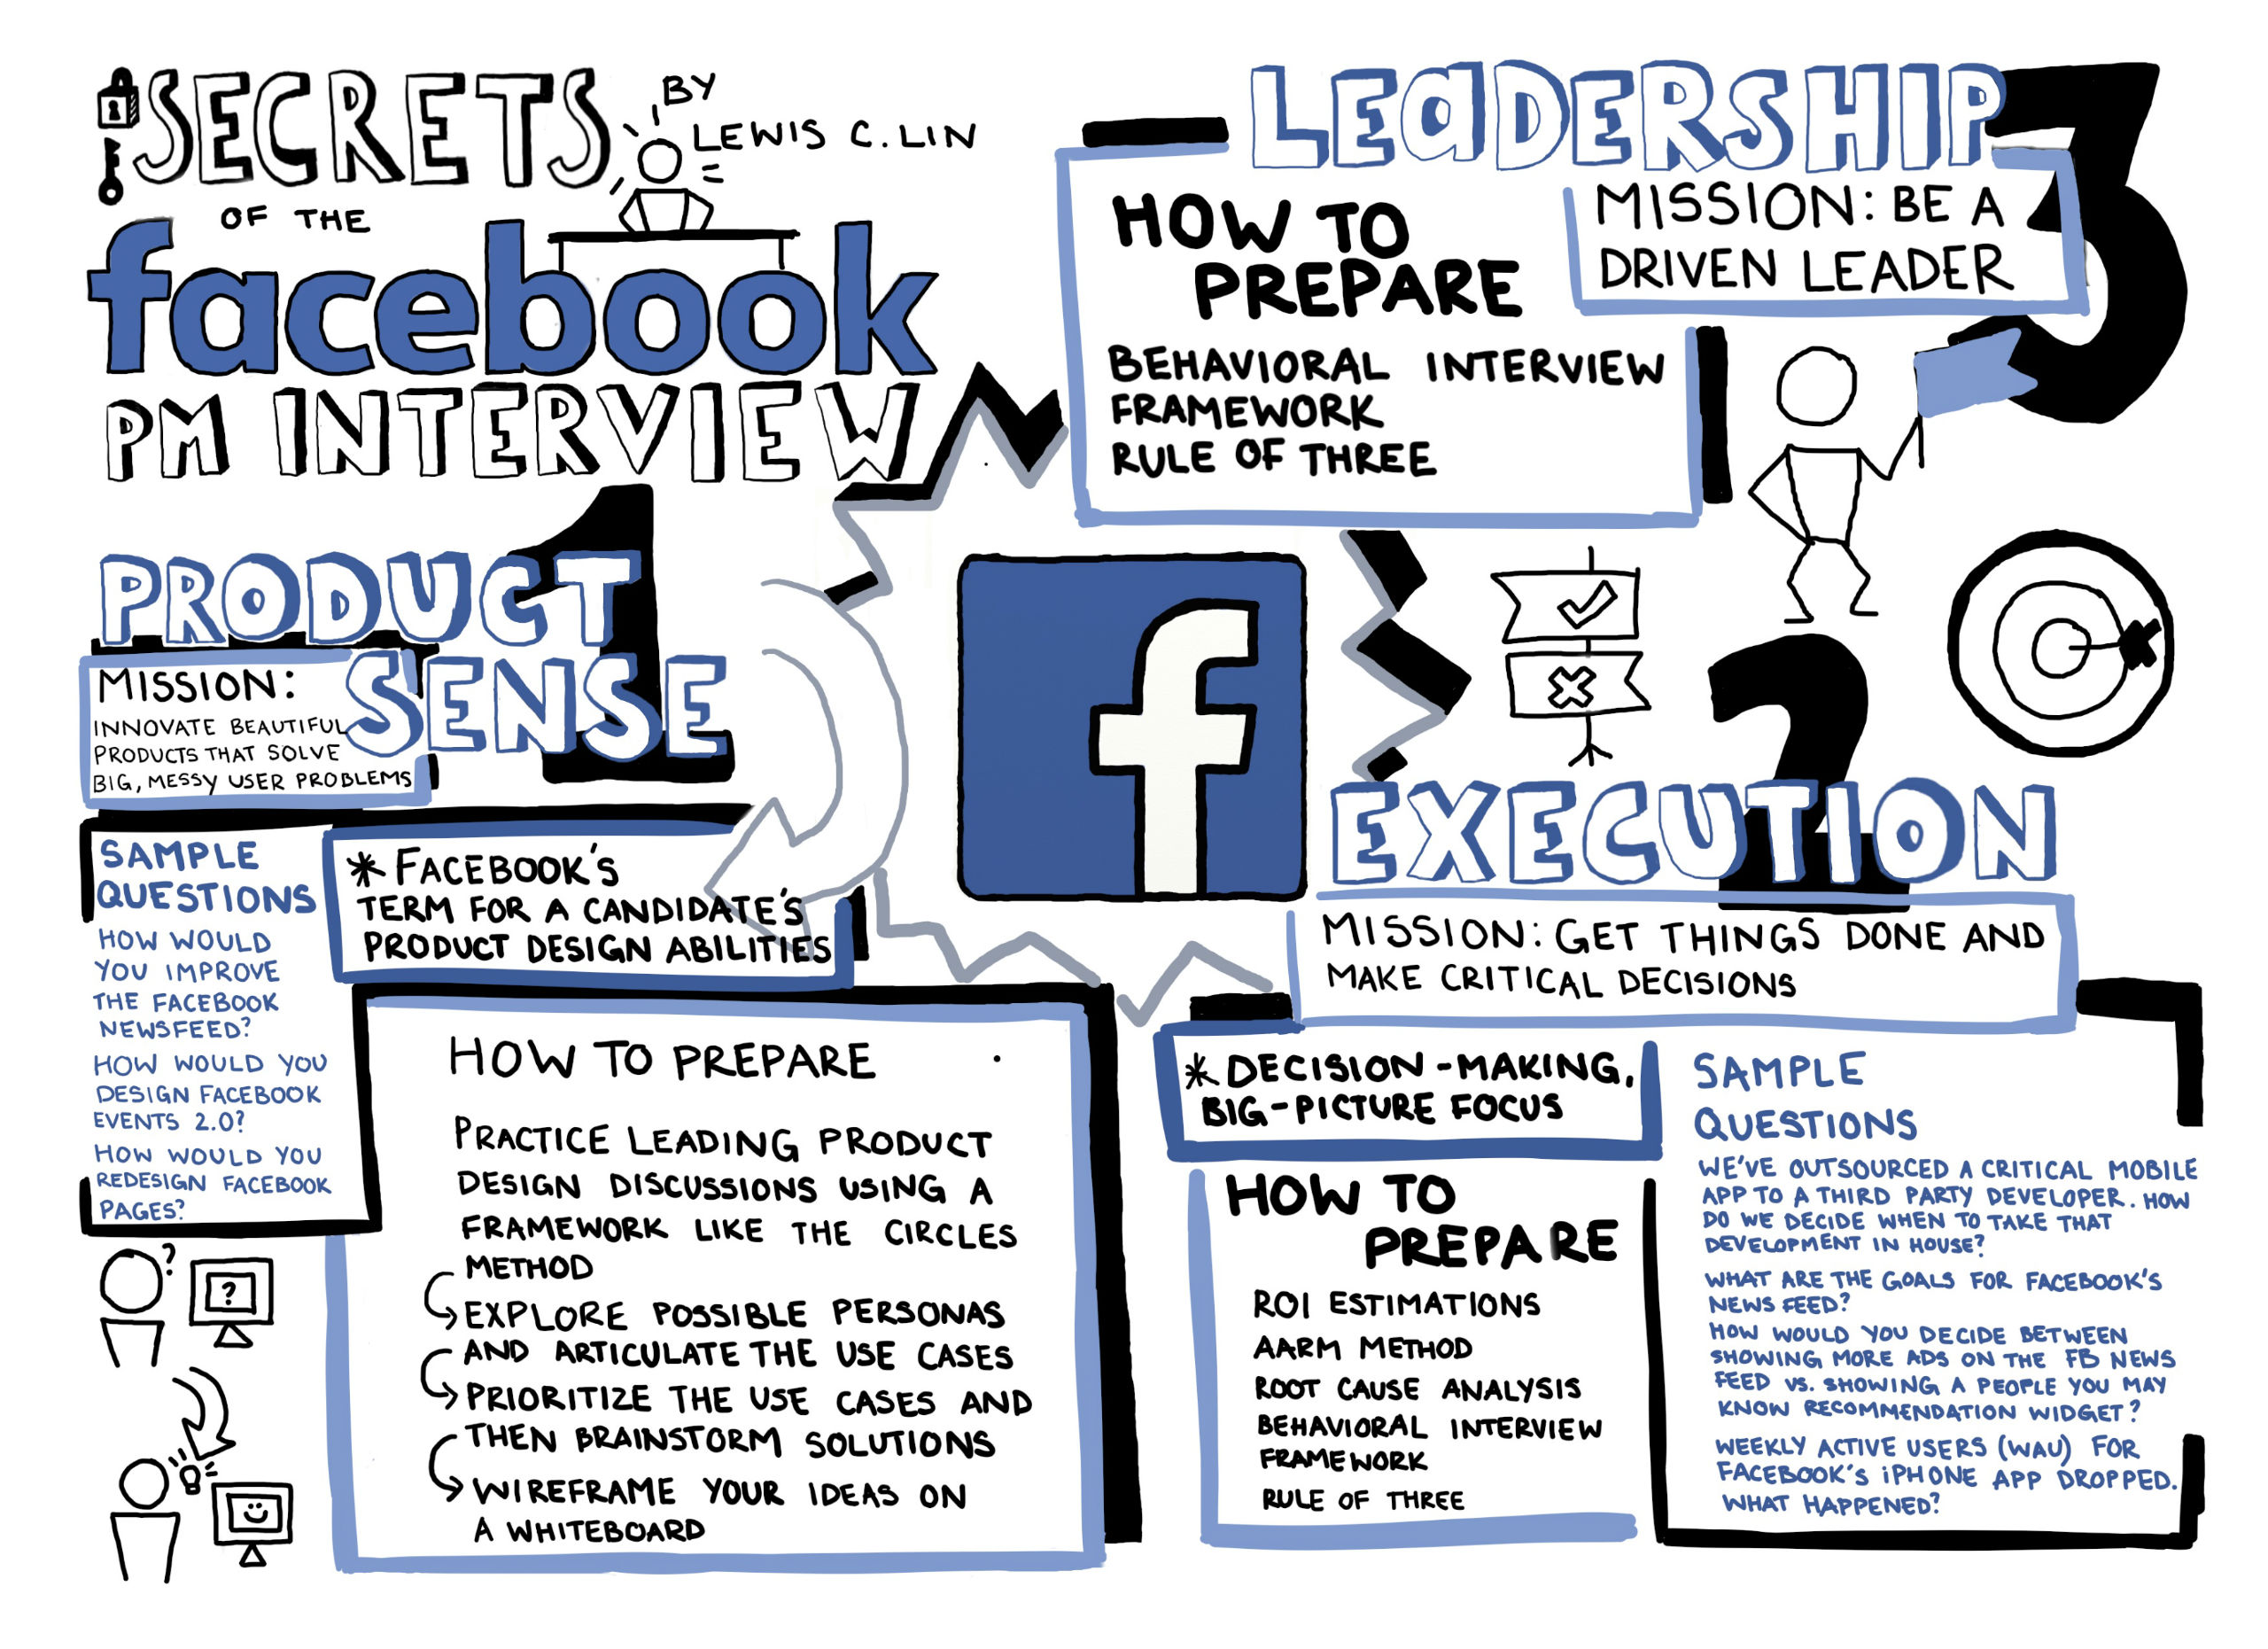 SECRETS
BY
LEWIS C. LIN
OF THE
facebook
PM INTERVIEW
1
PRODUCT
SENSE
MISSION:
INNOVATE BEAUTIFUL
PRODUCTS THAT SOLVE
BIG, MESSY USER PROBLEMS
SAMPLE
QUESTIONS
HOW WOULD
YOU IMPROVE
THE FACEBOOK
NEWSFEED?
HOW WOULD YOU
DESIGN FACEBOOK
EVENTS 2.0?
HOW WOULD YOU
REDESIGN FACEBOOK
PAGES?
* FACEBOOK'S
TERM FOR A CANDIDATE'S
PRODUCT DESIGN ABILITIES
HOW TO PREPARE
PRACTICE LEADING PRODUCT
DESIGN DISCUSSIONS USING A
FRAMEWORK LIKE THE CIRCLES
METHOD
EXPLORE POSSIBLE PERSONAS
AND ARTICULATE THE USE CASES
PRIORITIZE THE USE CASES AND
THEN BRAINSTORM SOLUTIONS
WIREFRAME YOUR IDEAS ON
A WHITEBOARD
?
?
f
2
EXECUTION
MISSION: GET THINGS DONE AND
MAKE CRITICAL DECISIONS
* DECISION-MAKING,
BIG-PICTURE FOCUS
HOW TO
PREPARE
ROI ESTIMATIONS
AARM METHOD
ROOT CAUSE ANALYSIS
BEHAVIORAL INTERVIEW
FRAMEWORK
RULE OF THREE
SAMPLE
QUESTIONS
WE'VE OUTSOURCED A CRITICAL MOBILE
APP TO A THIRD PARTY DEVELOPER. HOW
DO WE DECIDE WHEN TO TAKE THAT
DEVELOPMENT IN HOUSE?
WHAT ARE THE GOALS FOR FACEBOOK'S
NEWS FEED?
HOW WOULD YOU DECIDE BETWEEN
SHOWING MORE ADS ON THE FB NEWS
FEED VS. SHOWING A PEOPLE YOU MAY
KNOW RECOMMENDATION WIDGET?
WEEKLY ACTIVE USERS (WAU) FOR
FACEBOOK'S iPHONE APP DROPPED.
WHAT HAPPENED?
3
LEADERSHIP
MISSION: BE A
DRIVEN LEADER
HOW TO
PREPARE
BEHAVIORAL INTERVIEW
FRAMEWORK
RULE OF THREE